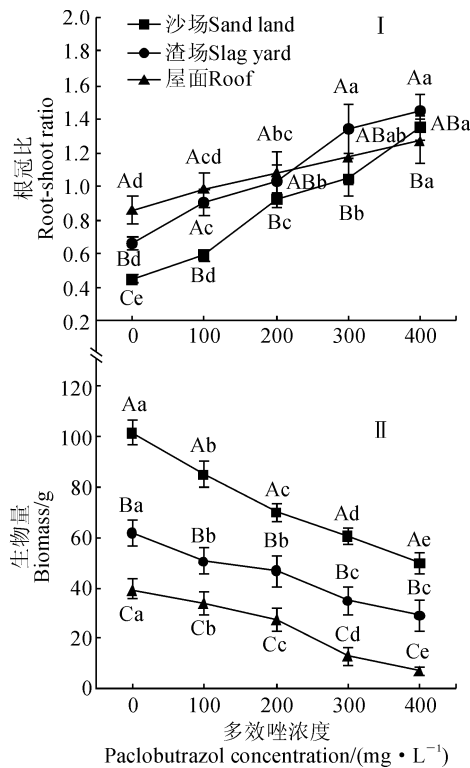 沙场Sand land
渣场Slag yard
屋面Roof
Ⅰ
根冠比
Root-shoot ratio
2.0
1.8
1.6
1.4
1.2
1.0
0.8
0.6
0.4
0.2
Aa
Aa
ABa
Abc
ABab
Acd
Ad
ABb
Ba
Ac
Bc
Bb
Bd
Bd
Ce
0 100 200 300 400
Ⅱ
生物量
Biomass/g
120
100
80
60
40
20
0
Aa
Ab
Ac
Ad
Ae
Ba
Bb
Bb
Bc
Bc
Ca
Cb
Cc
Cd
Ce
0 100 200 300 400
多效唑浓度
Paclobutrazol concentration/(mg·L⁻¹)